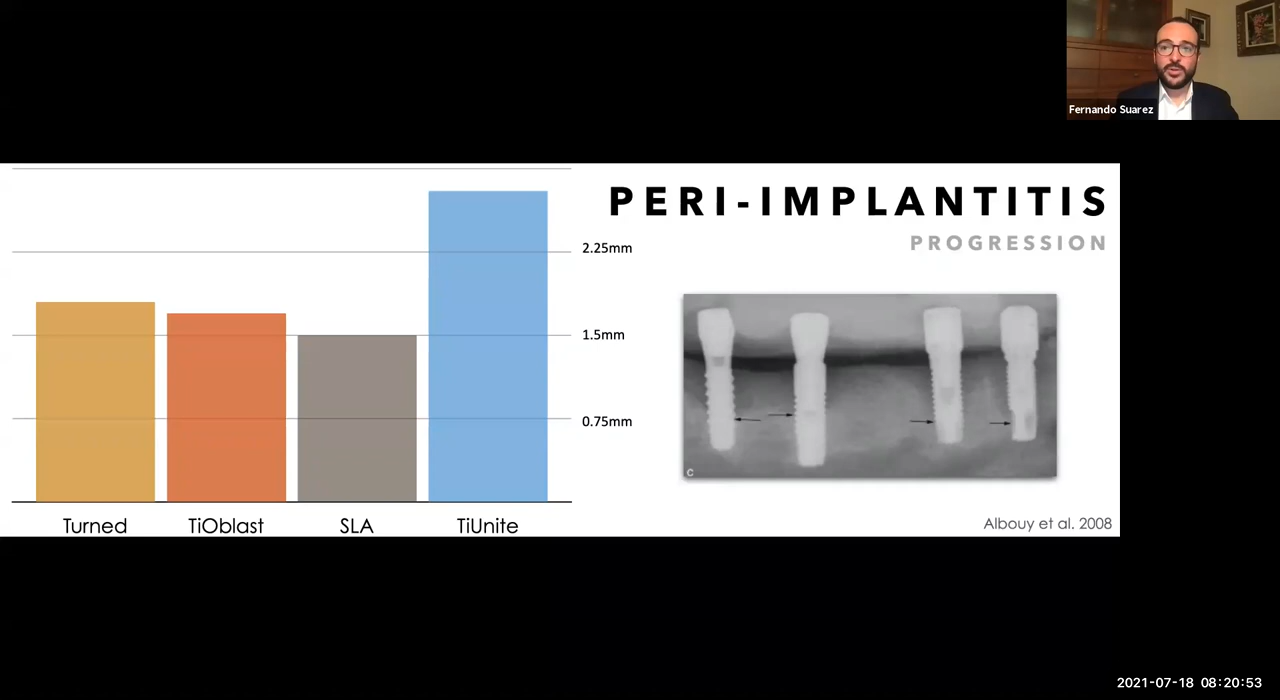 Fernando Suarez
PERI-IMPLANTITIS
PROGRESSION
2.25mm
1.5mm
0.75mm
Turned
TiOblast
SLA
TiUnite
C
Albouy et al. 2008
2021-07-18 08:20:53